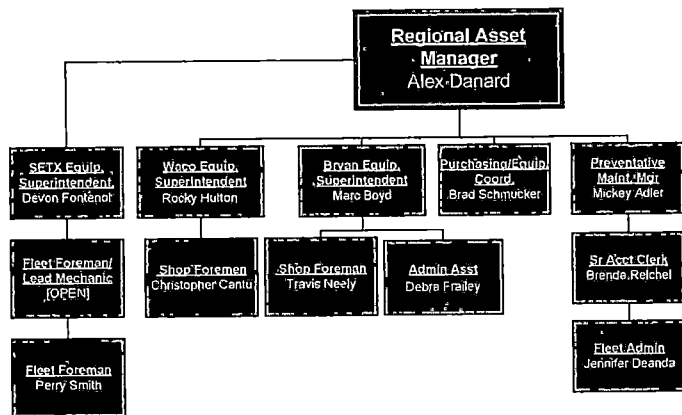 Regional Asset
Manager
Alex Danard
SETX Equip.
Superintendent
Devon Fontenot
Waco Equip.
Superintendent
Rocky Hulton
Bryan Equip.
Superintendent
Marc Boyd
Purchasing/Equip.
Coord.
Brad Schmucker
Preventative
Maint. Mgr
Mickey Adler
Fleet Foreman/
Lead Mechanic
[OPEN]
Shop Foremen
Christopher Cantu
Shop Foreman
Travis Neely
Admin Asst
Debra Frailey
Sr Acct Clerk
Brenda Reichel
Fleet Foreman
Perry Smith
Fleet Admin
Jennifer Deanda